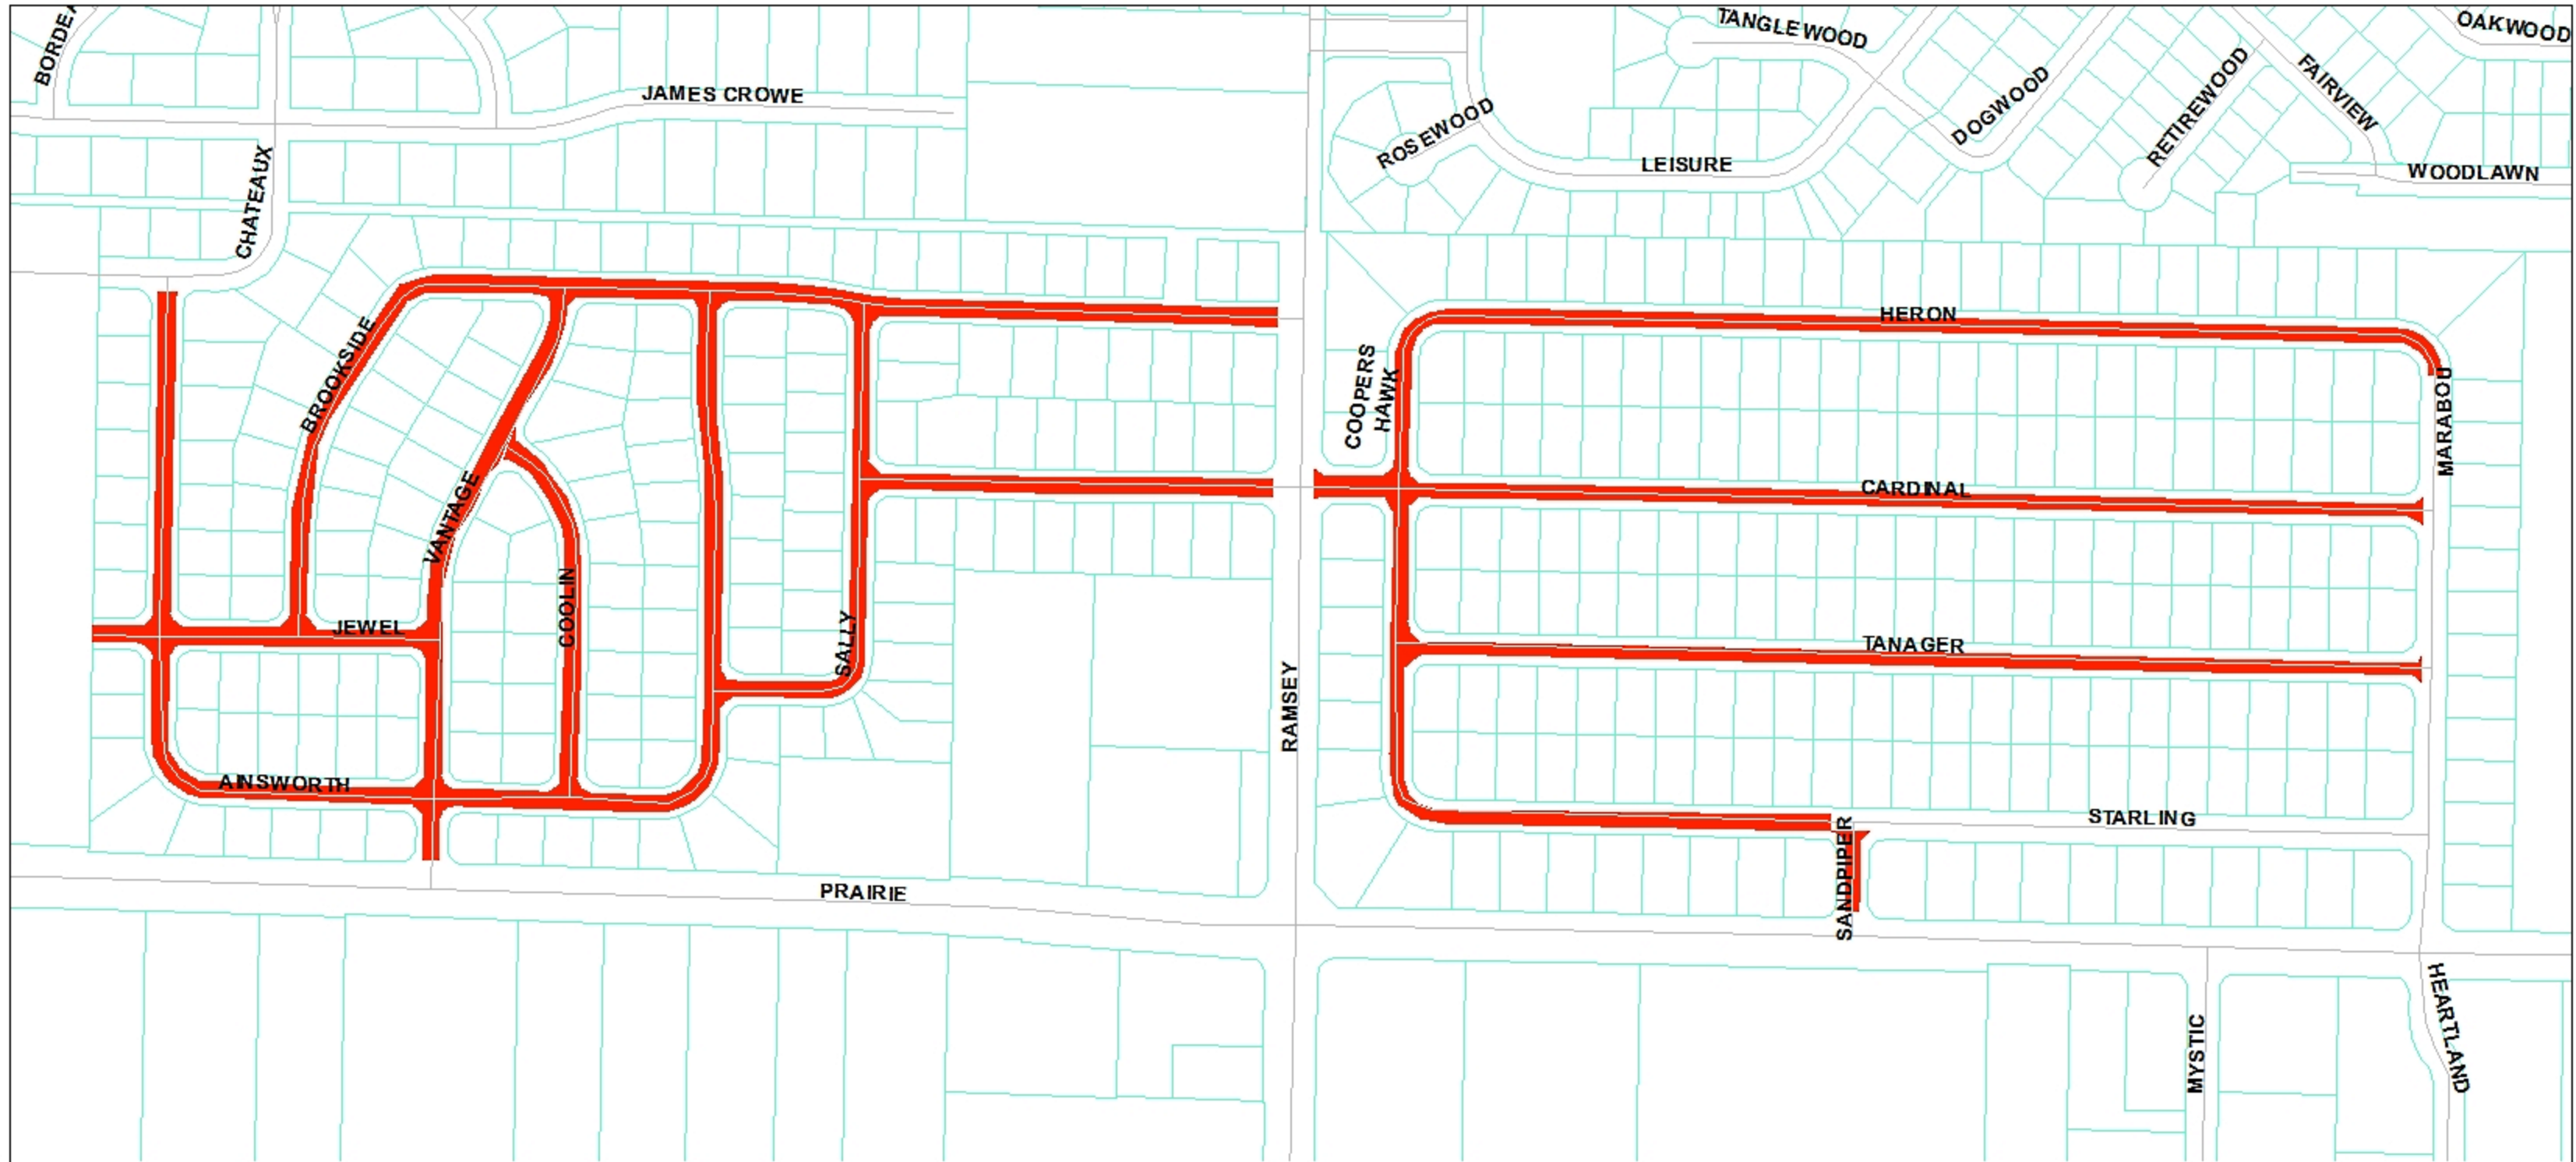 TANGLEWOOD
OAKWOOD
JAMES CROWE
ROSEWOOD
DOGWOOD
RETIREWOOD
FAIRVIEW
LEISURE
WOODLAWN
CHATEAUX
BROOKSIDE
HERON
COOPERS
HAWK
MARABOU
VANTAGE
CARDINAL
COOLIN
JEWEL
SALLY
TANAGER
RAMSEY
AINSWORTH
STARLING
SANDPIPER
PRAIRIE
MYSTIC
HEARTLAND